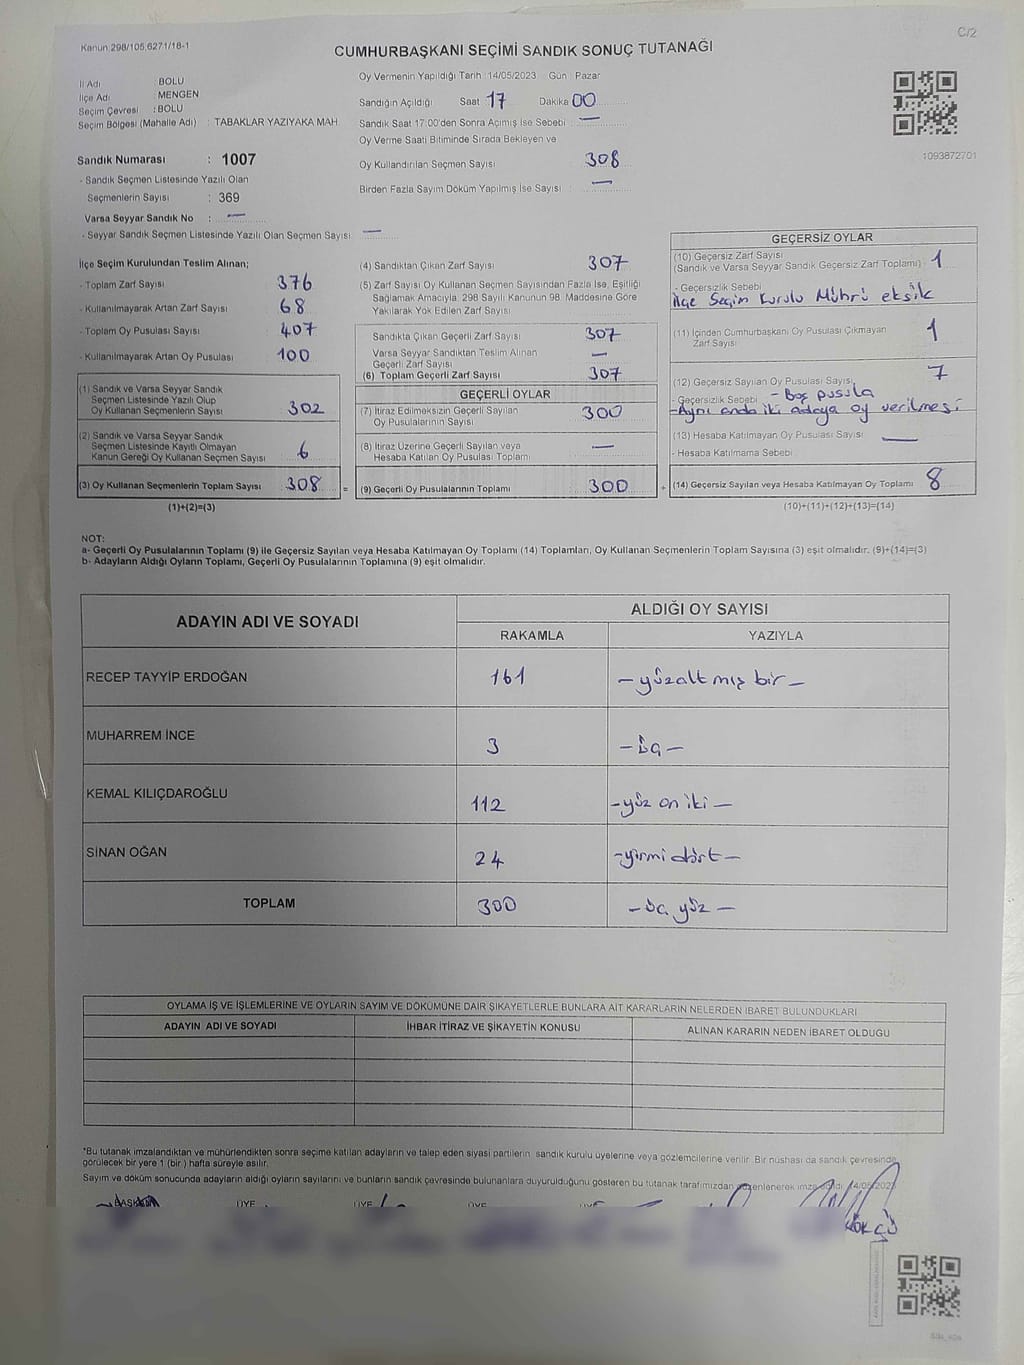 Kanun;298/105,6271/18-1
C/2
CUMHURBAŞKANI SEÇİMİ SANDIK SONUÇ TUTANAĞI
İl Adı : BOLU
İlçe Adı : MENGEN
Seçim Çevresi : BOLU
Seçim Bölgesi (Mahalle Adı) : TABAKLAR YAZIYAKA MAH
Sandık Numarası : 1007
- Sandık Seçmen Listesinde Yazılı Olan
Seçmenlerin Sayısı : 369
Varsa Seyyar Sandık No : —
- Seyyar Sandık Seçmen Listesinde Yazılı Olan Seçmen Sayısı: —
Oy Vermenin Yapıldığı Tarih :14/05/2023 Gün : Pazar
Sandığın Açıldığı Saat 17 Dakika 00
Sandık Saat 17:00'den Sonra Açımış İse Sebebi : —
Oy Verme Saati Bitiminde Sırada Bekleyen ve
Oy Kullandırılan Seçmen Sayısı 308
Birden Fazla Sayım Döküm Yapılmış İse Sayısı : —
1093872701
İlçe Seçim Kurulundan Teslim Alınan;
- Toplam Zarf Sayısı 376
- Kullanılmayarak Artan Zarf Sayısı 68
- Toplam Oy Pusulası Sayısı 407
- Kullanılmayarak Artan Oy Pusulası 100
(1) Sandık ve Varsa Seyyar Sandık
Seçmen Listesinde Yazılı Olup
Oy Kullanan Seçmenlerin Sayısı 302
(2) Sandık ve Varsa Seyyar Sandık
Seçmen Listesinde Kayıtlı Olmayan
Kanun Gereği Oy Kullanan Seçmen Sayısı 6
(3) Oy Kullanan Seçmenlerin Toplam Sayısı 308 =
(1)+(2)=(3)
(4) Sandıktan Çıkan Zarf Sayısı 307
(5) Zarf Sayısı Oy Kullanan Seçmen Sayısından Fazla İse, Eşitliği
Sağlamak Amacıyla; 298 Sayılı Kanunun 98. Maddesine Göre
Yakılarak Yok Edilen Zarf Sayısı
Sandıkta Çıkan Geçerli Zarf Sayısı 307
Varsa Seyyar Sandıktan Teslim Alınan
Geçerli Zarf Sayısı —
(6) Toplam Geçerli Zarf Sayısı 307
GEÇERLİ OYLAR
(7) İtiraz Edilmeksizin Geçerli Sayılan
Oy Pusulalarının Sayısı 300
(8) İtiraz Üzerine Geçerli Sayılan veya
Hesaba Katılan Oy Pusulası Toplamı —
(9) Geçerli Oy Pusulalarının Toplamı 300 +
GEÇERSİZ OYLAR
(10) Geçersiz Zarf Sayısı
(Sandık ve Varsa Seyyar Sandık Geçersiz Zarf Toplamı) 1
- Geçersizlik Sebebi
İlçe Seçim Kurulu Mührü eksik
(11) İçinden Cumhurbaşkanı Oy Pusulası Çıkmayan
Zarf Sayısı 1
(12) Geçersiz Sayılan Oy Pusulası Sayısı 7
- Geçersizlik Sebebi - Boş pusula
- Aynı anda iki adaya oy verilmesi
(13) Hesaba Katılmayan Oy Pusulası Sayısı —
- Hesaba Katılmama Sebebi
(14) Geçersiz Sayılan veya Hesaba Katılmayan Oy Toplamı 8
(10)+(11)+(12)+(13)=(14)
NOT:
a- Geçerli Oy Pusulalarının Toplamı (9) ile Geçersiz Sayılan veya Hesaba Katılmayan Oy Toplamı (14) Toplamları, Oy Kullanan Seçmenlerin Toplam Sayısına (3) eşit olmalıdır. (9)+(14)=(3)
b- Adayların Aldığı Oyların Toplamı, Geçerli Oy Pusulalarının Toplamına (9) eşit olmalıdır.
ADAYIN ADI VE SOYADI
ALDIĞI OY SAYISI
RAKAMLA YAZIYLA
RECEP TAYYİP ERDOĞAN 161 - yüzaltmış bir -
MUHARREM İNCE 3 - üç -
KEMAL KILIÇDAROĞLU 112 - yüz on iki -
SİNAN OĞAN 24 - yirmi dört -
TOPLAM 300 - üç yüz -
OYLAMA İŞ VE İŞLEMLERİNE VE OYLARIN SAYIM VE DÖKÜMÜNE DAİR ŞİKAYETLERLE BUNLARA AİT KARARLARIN NELERDEN İBARET BULUNDUKLARI
ADAYIN ADI VE SOYADI İHBAR İTİRAZ VE ŞİKAYETİN KONUSU ALINAN KARARIN NEDEN İBARET OLDUĞU
*Bu tutanak imzalandıktan ve mühürlendikten sonra seçime katılan adayların ve talep eden siyasi partilerin sandık kurulu üyelerine veya gözlemcilerine verilir. Bir nüshası da sandık çevresinde
görülecek bir yere 1 (bir ) hafta süreyle asılır.
Sayım ve döküm sonucunda adayların aldığı oyların sayılarını ve bunların sandık çevresinde bulunanlara duyurulduğunu gösteren bu tutanak tarafımızdan düzenlenerek imza edildi. 14/05/2023
BAŞKAN ÜYE ÜYE ÜYE